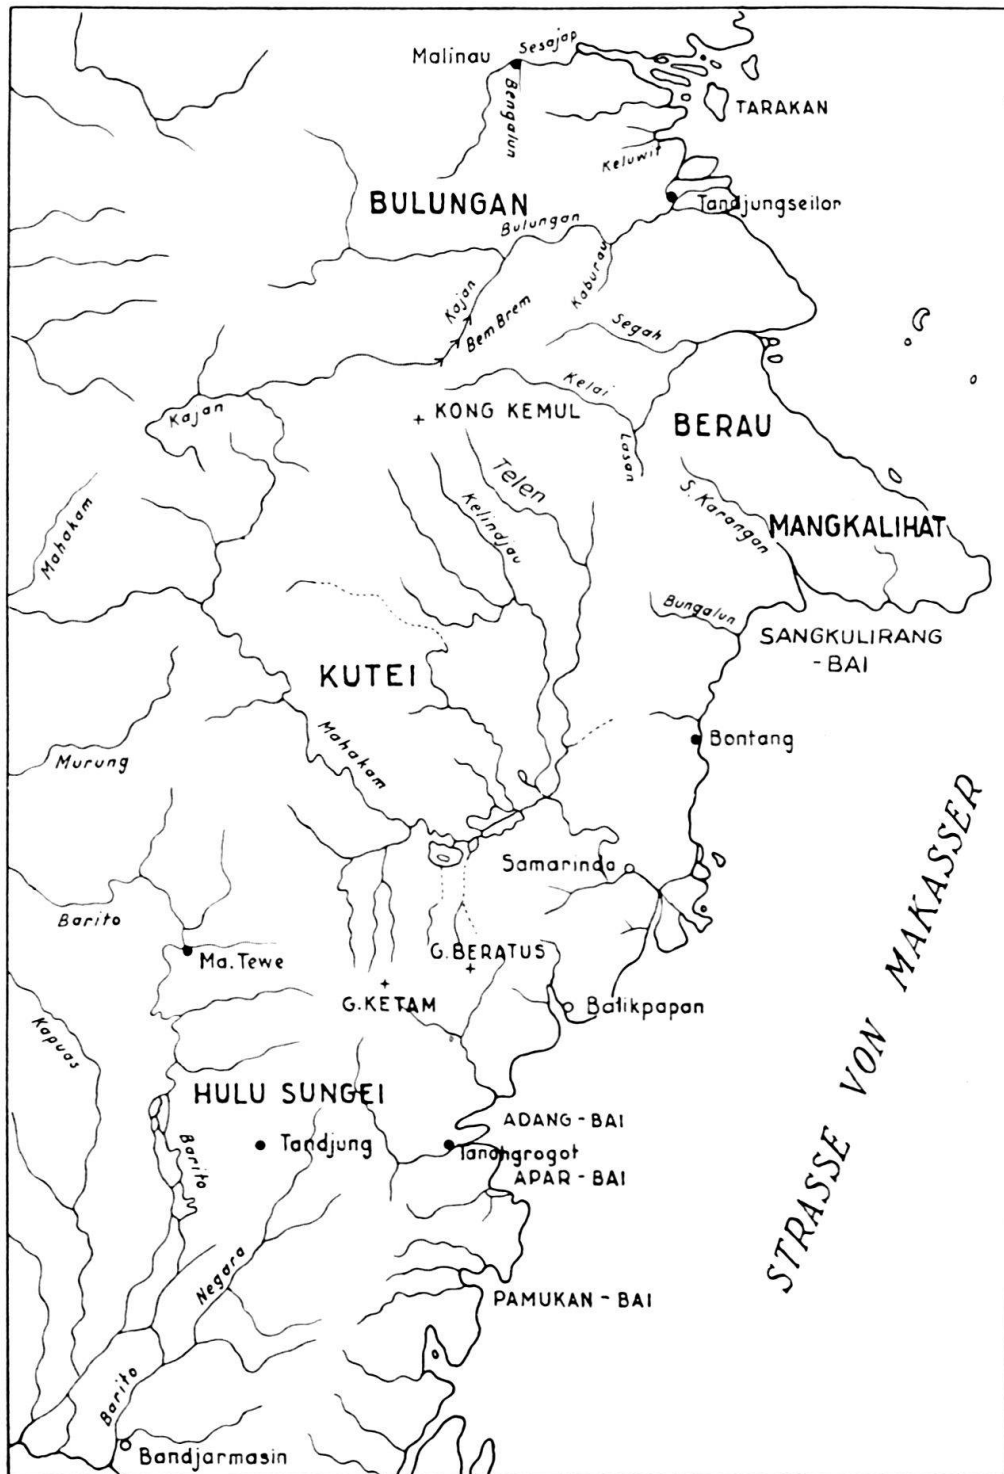 Malinau
Sesajap
Bengalun
TARAKAN
Keluwit
BULUNGAN
Tandjungseilor
Bulungan
Kaburau
Kajan
Bem Brem
Segah
Kelai
Kajan
KONG KEMUL
BERAU
Lasan
Telen
S. Karangan
Kelindjau
MANGKALIHAT
Mahakam
Bungalun
SANGKULIRANG
- BAI
KUTEI
Mahakam
Bontang
Murung
STRASSE VON MAKASSER
Samarinda
Barito
Ma. Tewe
G. BERATUS
G. KETAM
Balikpapan
Kapuas
HULU SUNGEI
ADANG - BAI
Tandjung
Tanahgrogot
Barito
APAR - BAI
Negara
PAMUKAN - BAI
Barito
Bandjarmasin